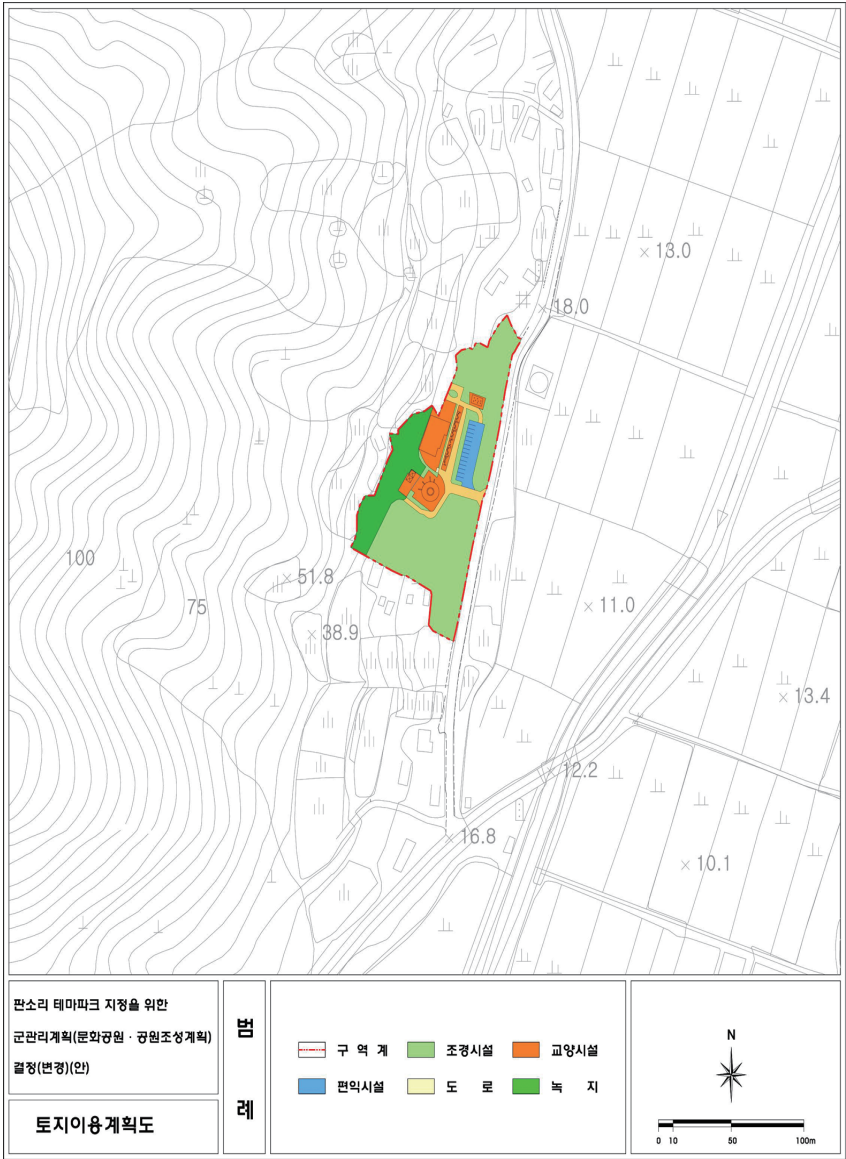 13.0
18.0
100
51.8
75
11.0
38.9
13.4
12.2
16.8
10.1
판소리 테마파크 지정을 위한
군관리계획(문화공원 · 공원조성계획)
결정(변경)(안)
토지이용계획도
범
례
구 역 계
조경시설
교양시설
편익시설
도 로
녹 지
N
0 10 50 100m